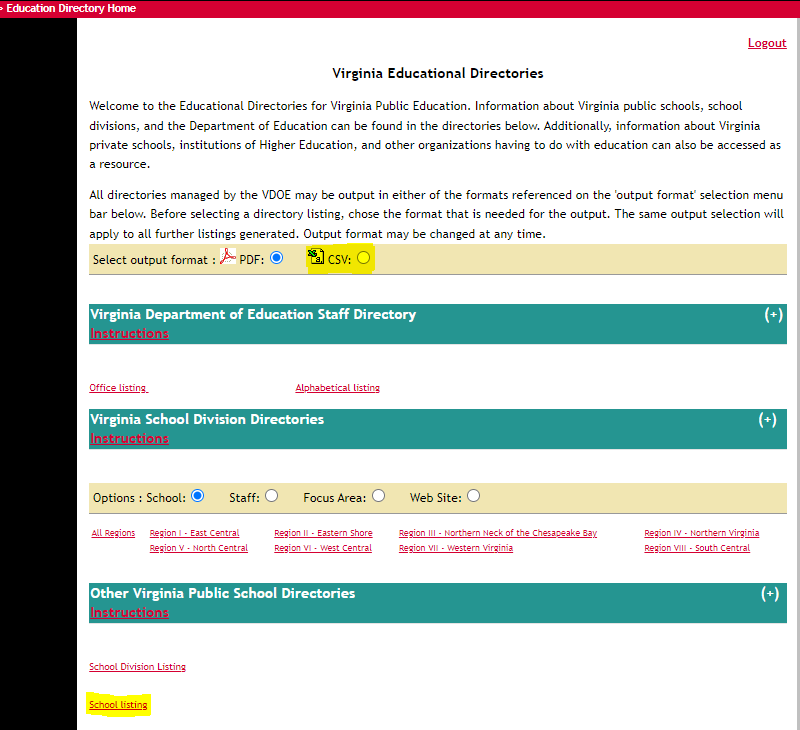 > Education Directory Home
Logout
Virginia Educational Directories
Welcome to the Educational Directories for Virginia Public Education. Information about Virginia public schools, school
divisions, and the Department of Education can be found in the directories below. Additionally, information about Virginia
private schools, institutions of Higher Education, and other organizations having to do with education can also be accessed as
a resource.
All directories managed by the VDOE may be output in either of the formats referenced on the 'output format' selection menu
bar below. Before selecting a directory listing, chose the format that is needed for the output. The same output selection will
apply to all further listings generated. Output format may be changed at any time.
Select output format : PDF: CSV:
Virginia Department of Education Staff Directory (+)
Instructions
Office listing Alphabetical listing
Virginia School Division Directories (+)
Instructions
Options : School: Staff: Focus Area: Web Site:
All Regions Region I - East Central Region II - Eastern Shore Region III - Northern Neck of the Chesapeake Bay Region IV - Northern Virginia
Region V - North Central Region VI - West Central Region VII - Western Virginia Region VIII - South Central
Other Virginia Public School Directories (+)
Instructions
School Division Listing
School listing